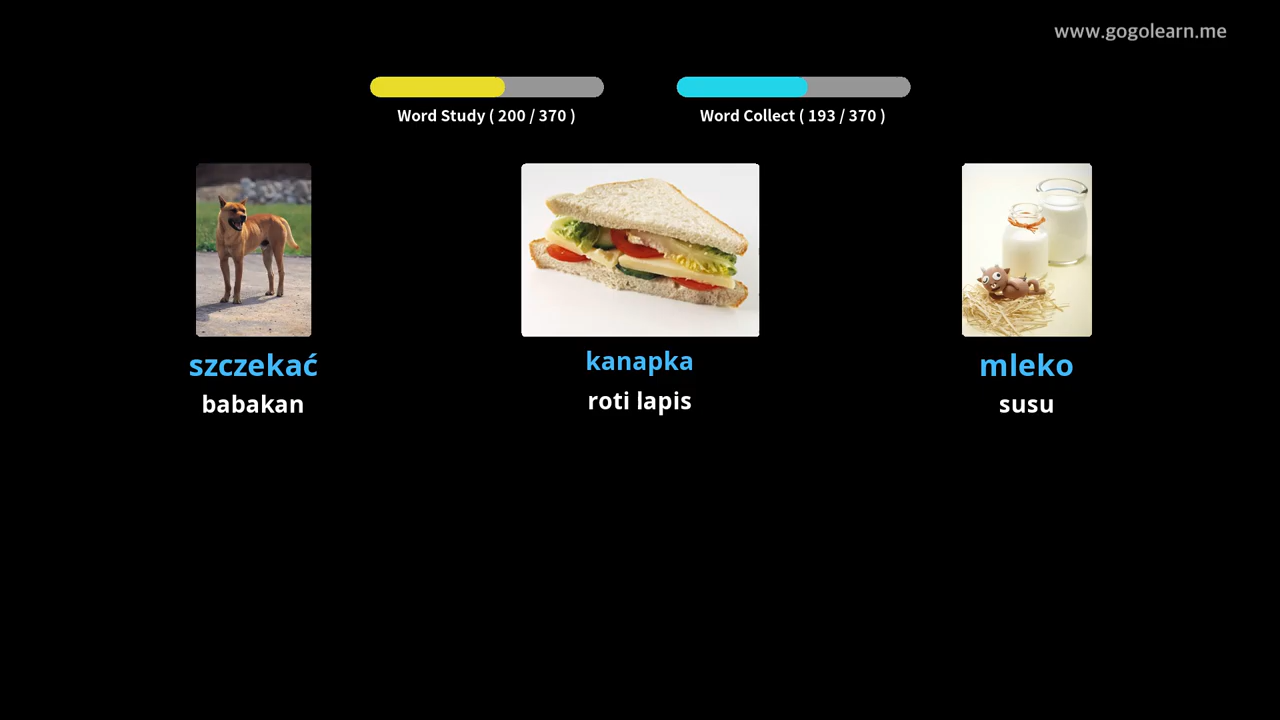 www.gogolearn.me
Word Study ( 200 / 370 )
Word Collect ( 193 / 370 )
szczekać
babakan
kanapka
roti lapis
mleko
susu